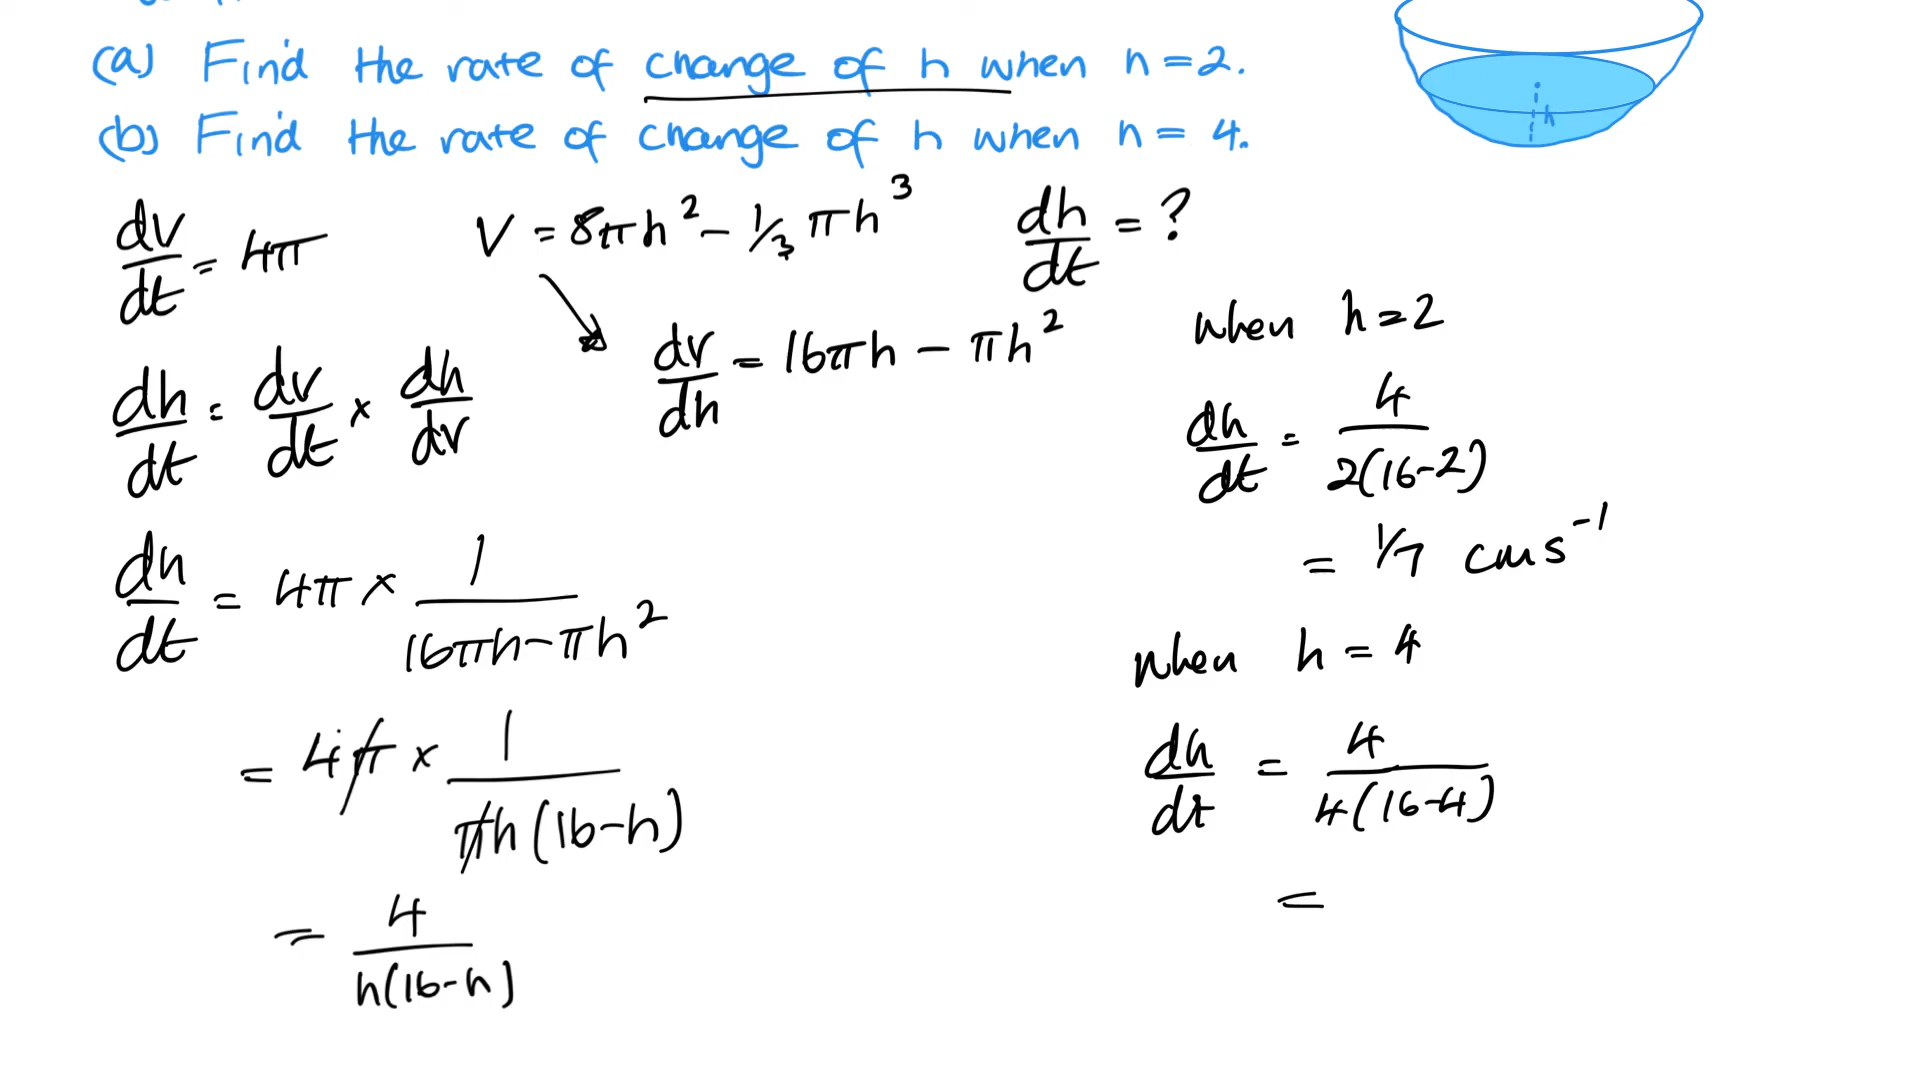 (a) Find the rate of change of h when h = 2.
(b) Find the rate of change of h when h = 4.
h
dv/dt = 4π
V = 8πh² - 1/3 πh³
dh/dt = ?
dh/dt = dv/dt × dh/dv
dv/dh = 16πh - πh²
dh/dt = 4π × 1/(16πh - πh²)
= 4π × 1/(πh(16-h))
= 4/(h(16-h))
when h = 2
dh/dt = 4/(2(16-2))
= 1/7 cms⁻¹
when h = 4
dh/dt = 4/(4(16-4))
=